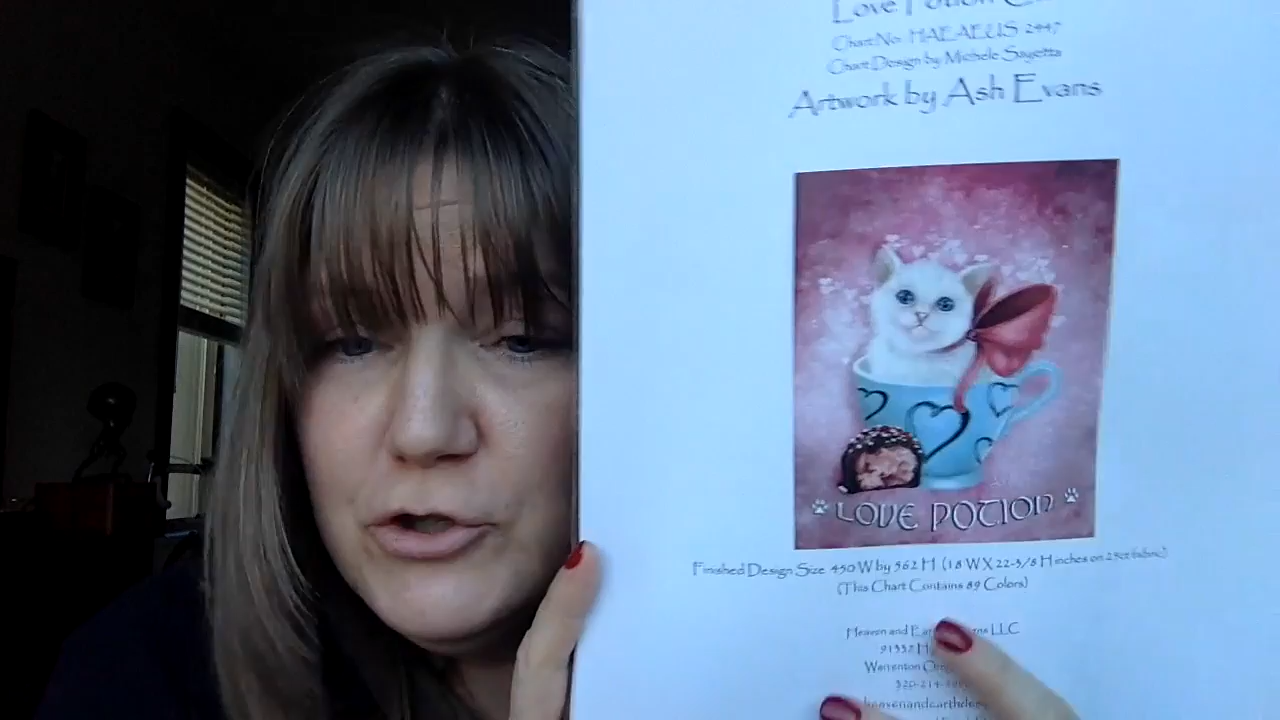 Love Potion
Chart No: HAEAEUS 2447
Chart Design by Michele Sayetta
Artwork by Ash Evans
LOVE POTION
Finished Design Size 450 W by 562 H (18 W X 22-3/8 H inches on 25ct fabric)
(This Chart Contains 89 Colors)
Heaven and LLC
Warrenton